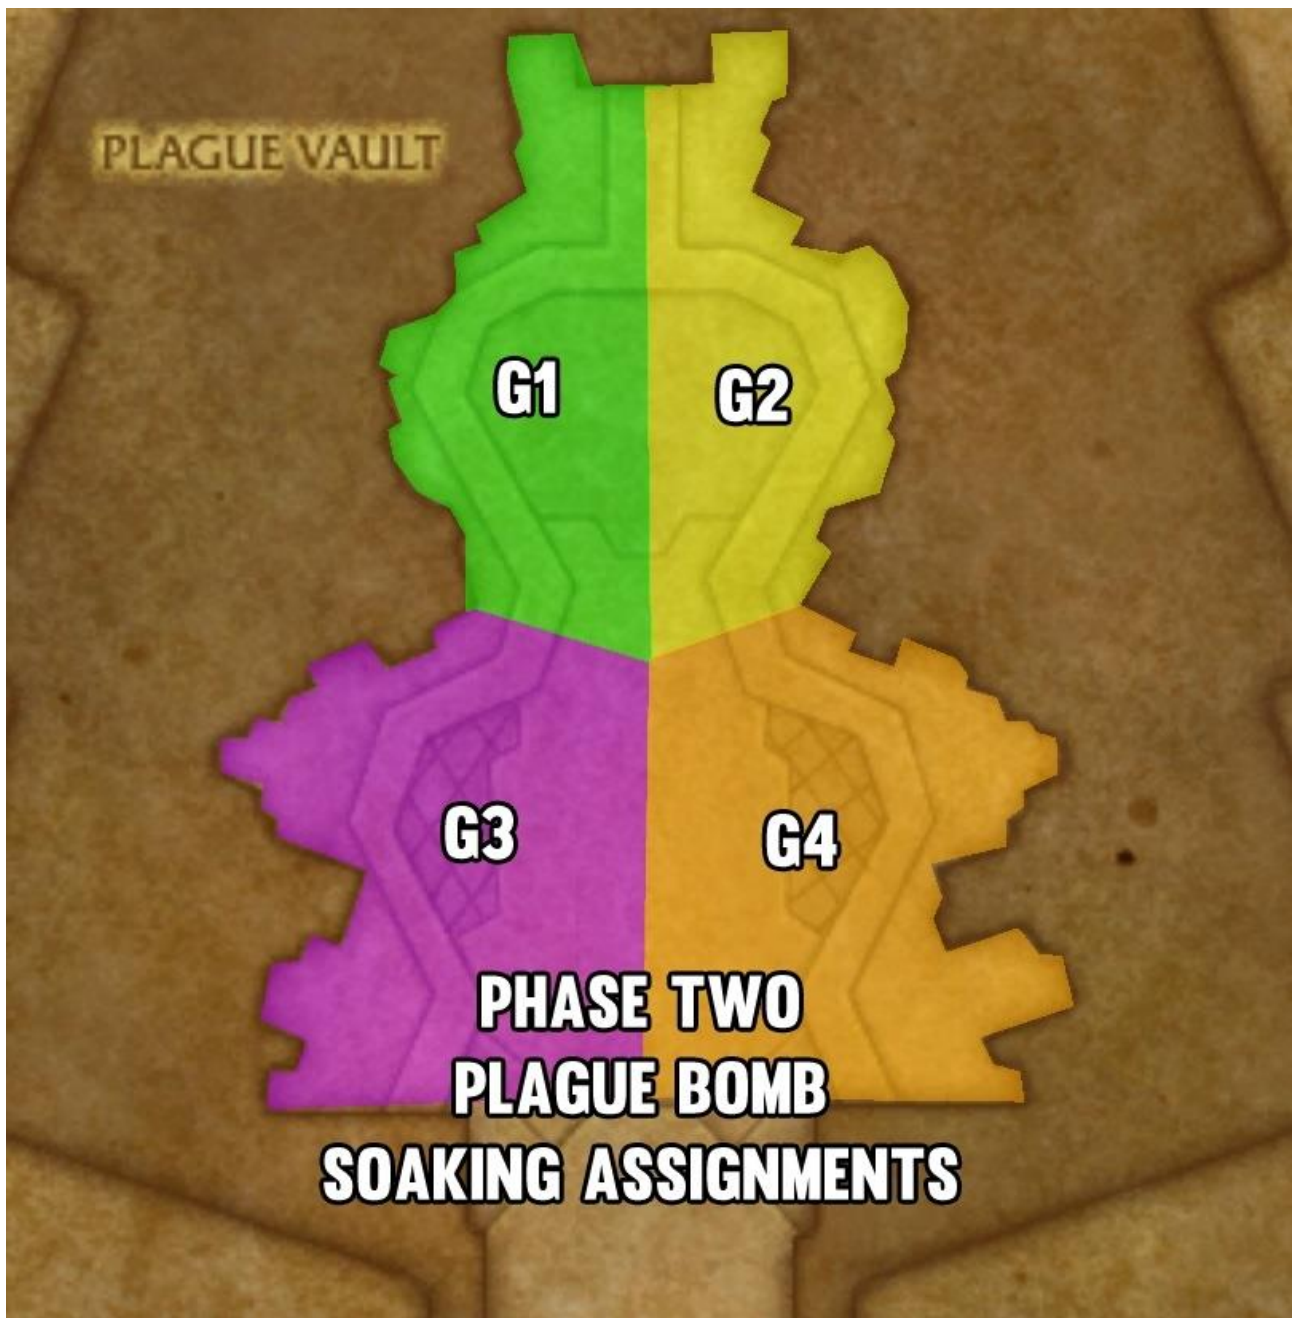 PLAGUE VAULT
G1
G2
G3
G4
PHASE TWO
PLAGUE BOMB
SOAKING ASSIGNMENTS